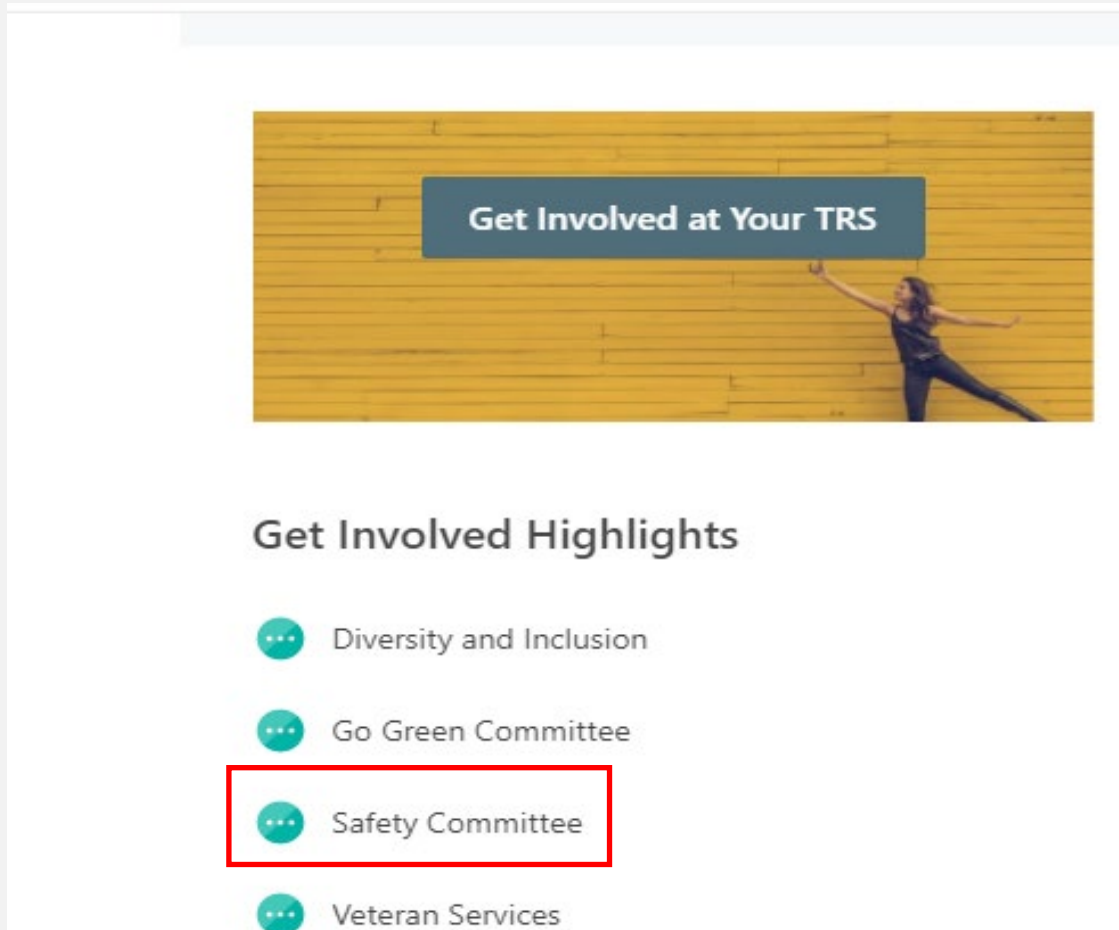 Get Involved at Your TRS
Get Involved Highlights
Diversity and Inclusion
Go Green Committee
Safety Committee
Veteran Services